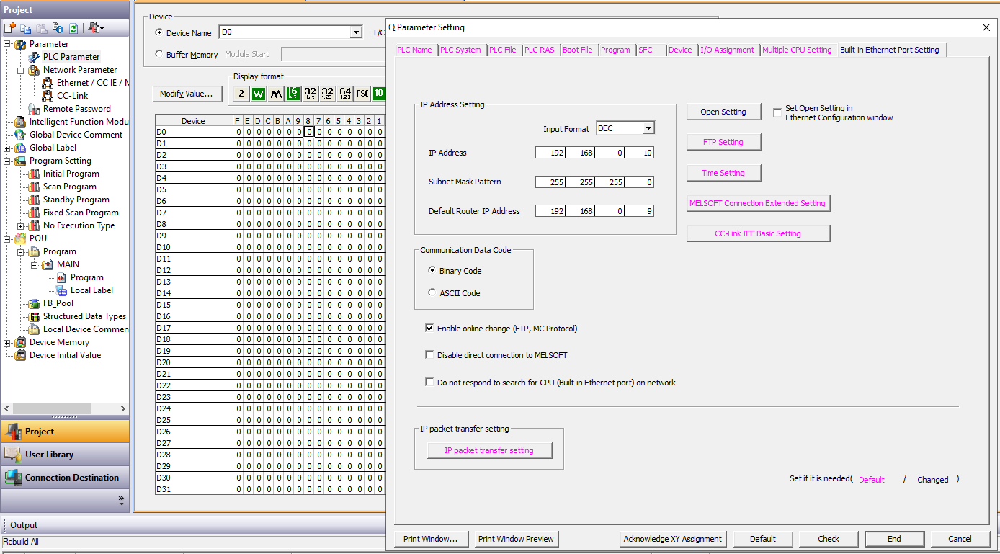 Project
Parameter
PLC Parameter
Network Parameter
Ethernet / CC IE / M
CC-Link
Remote Password
Intelligent Function Modu
Global Device Comment
Global Label
Program Setting
Initial Program
Scan Program
Standby Program
Fixed Scan Program
No Execution Type
POU
Program
MAIN
Program
Local Label
FB_Pool
Structured Data Types
Local Device Commen
Device Memory
Device Initial Value
Project
User Library
Connection Destination
Output
Rebuild All
Device
Device Name D0 T/C
Buffer Memory Module Start
Modify Value...
Display format
2 W M 16 bit 32 bit 32 1.23 64 1.23 ASC 10
Device F E D C B A 9 8 7 6 5 4 3 2 1
D0 0 0 0 0 0 0 0 0 0 0 0 0 0 0 0
D1 0 0 0 0 0 0 0 0 0 0 0 0 0 0 0
D2 0 0 0 0 0 0 0 0 0 0 0 0 0 0 0
D3 0 0 0 0 0 0 0 0 0 0 0 0 0 0 0
D4 0 0 0 0 0 0 0 0 0 0 0 0 0 0 0
D5 0 0 0 0 0 0 0 0 0 0 0 0 0 0 0
D6 0 0 0 0 0 0 0 0 0 0 0 0 0 0 0
D7 0 0 0 0 0 0 0 0 0 0 0 0 0 0 0
D8 0 0 0 0 0 0 0 0 0 0 0 0 0 0 0
D9 0 0 0 0 0 0 0 0 0 0 0 0 0 0 0
D10 0 0 0 0 0 0 0 0 0 0 0 0 0 0 0
D11 0 0 0 0 0 0 0 0 0 0 0 0 0 0 0
D12 0 0 0 0 0 0 0 0 0 0 0 0 0 0 0
D13 0 0 0 0 0 0 0 0 0 0 0 0 0 0 0
D14 0 0 0 0 0 0 0 0 0 0 0 0 0 0 0
D15 0 0 0 0 0 0 0 0 0 0 0 0 0 0 0
D16 0 0 0 0 0 0 0 0 0 0 0 0 0 0 0
D17 0 0 0 0 0 0 0 0 0 0 0 0 0 0 0
D18 0 0 0 0 0 0 0 0 0 0 0 0 0 0 0
D19 0 0 0 0 0 0 0 0 0 0 0 0 0 0 0
D20 0 0 0 0 0 0 0 0 0 0 0 0 0 0 0
D21 0 0 0 0 0 0 0 0 0 0 0 0 0 0 0
D22 0 0 0 0 0 0 0 0 0 0 0 0 0 0 0
D23 0 0 0 0 0 0 0 0 0 0 0 0 0 0 0
D24 0 0 0 0 0 0 0 0 0 0 0 0 0 0 0
D25 0 0 0 0 0 0 0 0 0 0 0 0 0 0 0
D26 0 0 0 0 0 0 0 0 0 0 0 0 0 0 0
D27 0 0 0 0 0 0 0 0 0 0 0 0 0 0 0
D28 0 0 0 0 0 0 0 0 0 0 0 0 0 0 0
D29 0 0 0 0 0 0 0 0 0 0 0 0 0 0 0
D30 0 0 0 0 0 0 0 0 0 0 0 0 0 0 0
D31 0 0 0 0 0 0 0 0 0 0 0 0 0 0 0
Q Parameter Setting
PLC Name PLC System PLC File PLC RAS Boot File Program SFC Device I/O Assignment Multiple CPU Setting Built-in Ethernet Port Setting
IP Address Setting
Input Format DEC
IP Address 192 168 0 10
Subnet Mask Pattern 255 255 255 0
Default Router IP Address 192 168 0 9
Open Setting
Set Open Setting in
Ethernet Configuration window
FTP Setting
Time Setting
MELSOFT Connection Extended Setting
CC-Link IEF Basic Setting
Communication Data Code
Binary Code
ASCII Code
Enable online change (FTP, MC Protocol)
Disable direct connection to MELSOFT
Do not respond to search for CPU (Built-in Ethernet port) on network
IP packet transfer setting
IP packet transfer setting
Set if it is needed( Default / Changed )
Print Window... Print Window Preview Acknowledge XY Assignment Default Check End Cancel